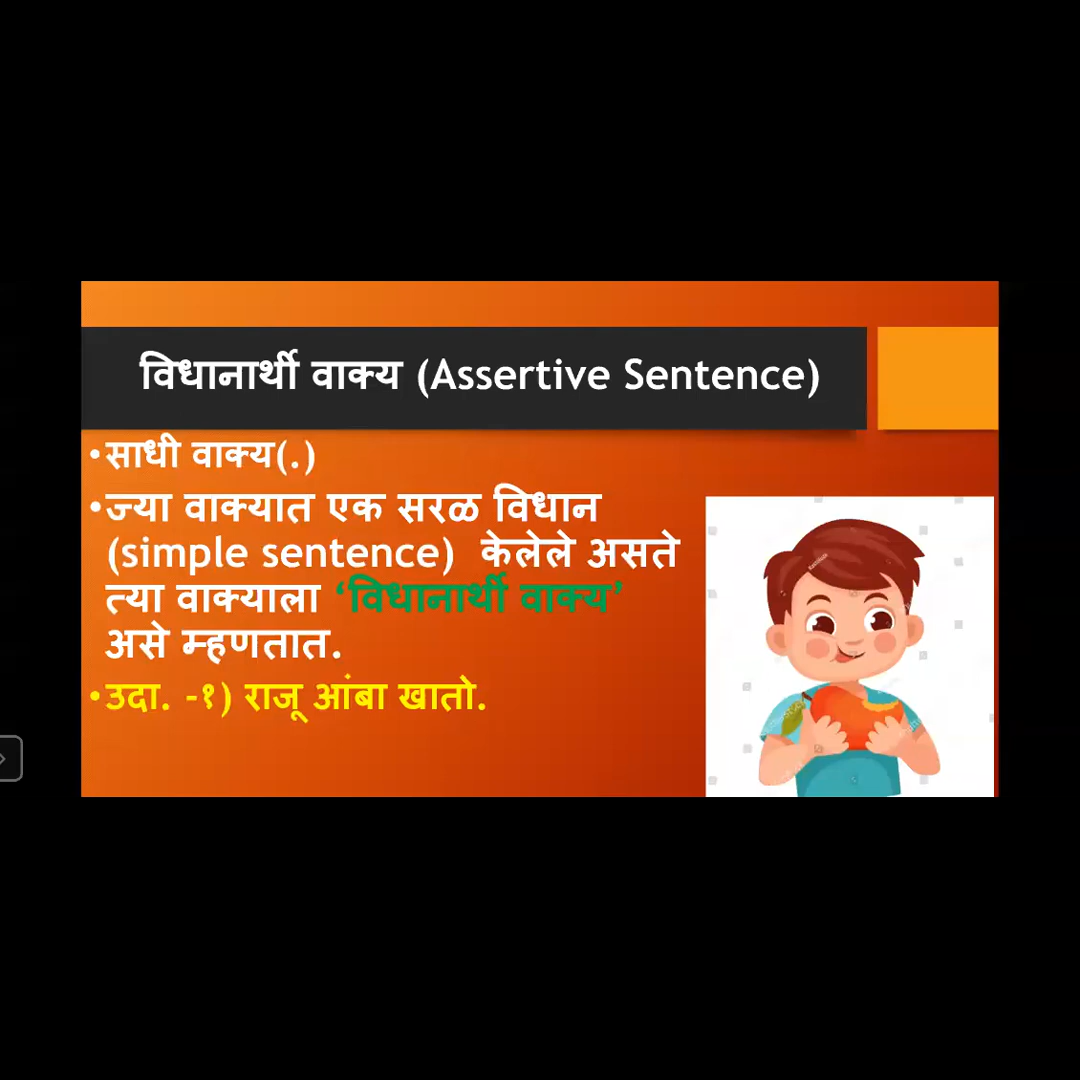 विधानार्थी वाक्य (Assertive Sentence)
•साधी वाक्य(.)
•ज्या वाक्यात एक सरळ विधान
(simple sentence) केलेले असते
त्या वाक्याला ‘विधानार्थी वाक्य’
असे म्हणतात.
•उदा. -१) राजू आंबा खातो.